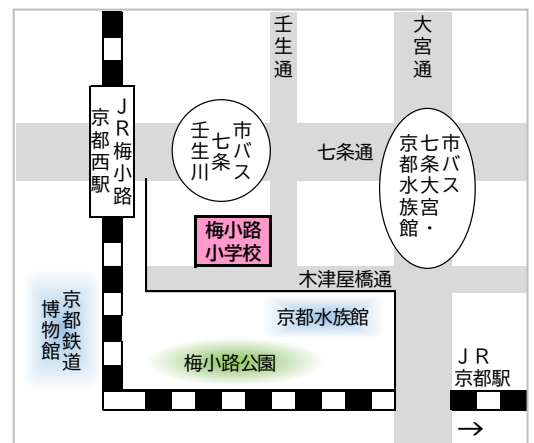 壬生通
大宮通
ＪＲ梅小路
京都西駅
市バス
七条
壬生川
七条通
市バス
七条大宮・
京都水族館
梅小路
小学校
木津屋橋通
京都鉄道
博物館
京都水族館
梅小路公園
ＪＲ
京都駅
→